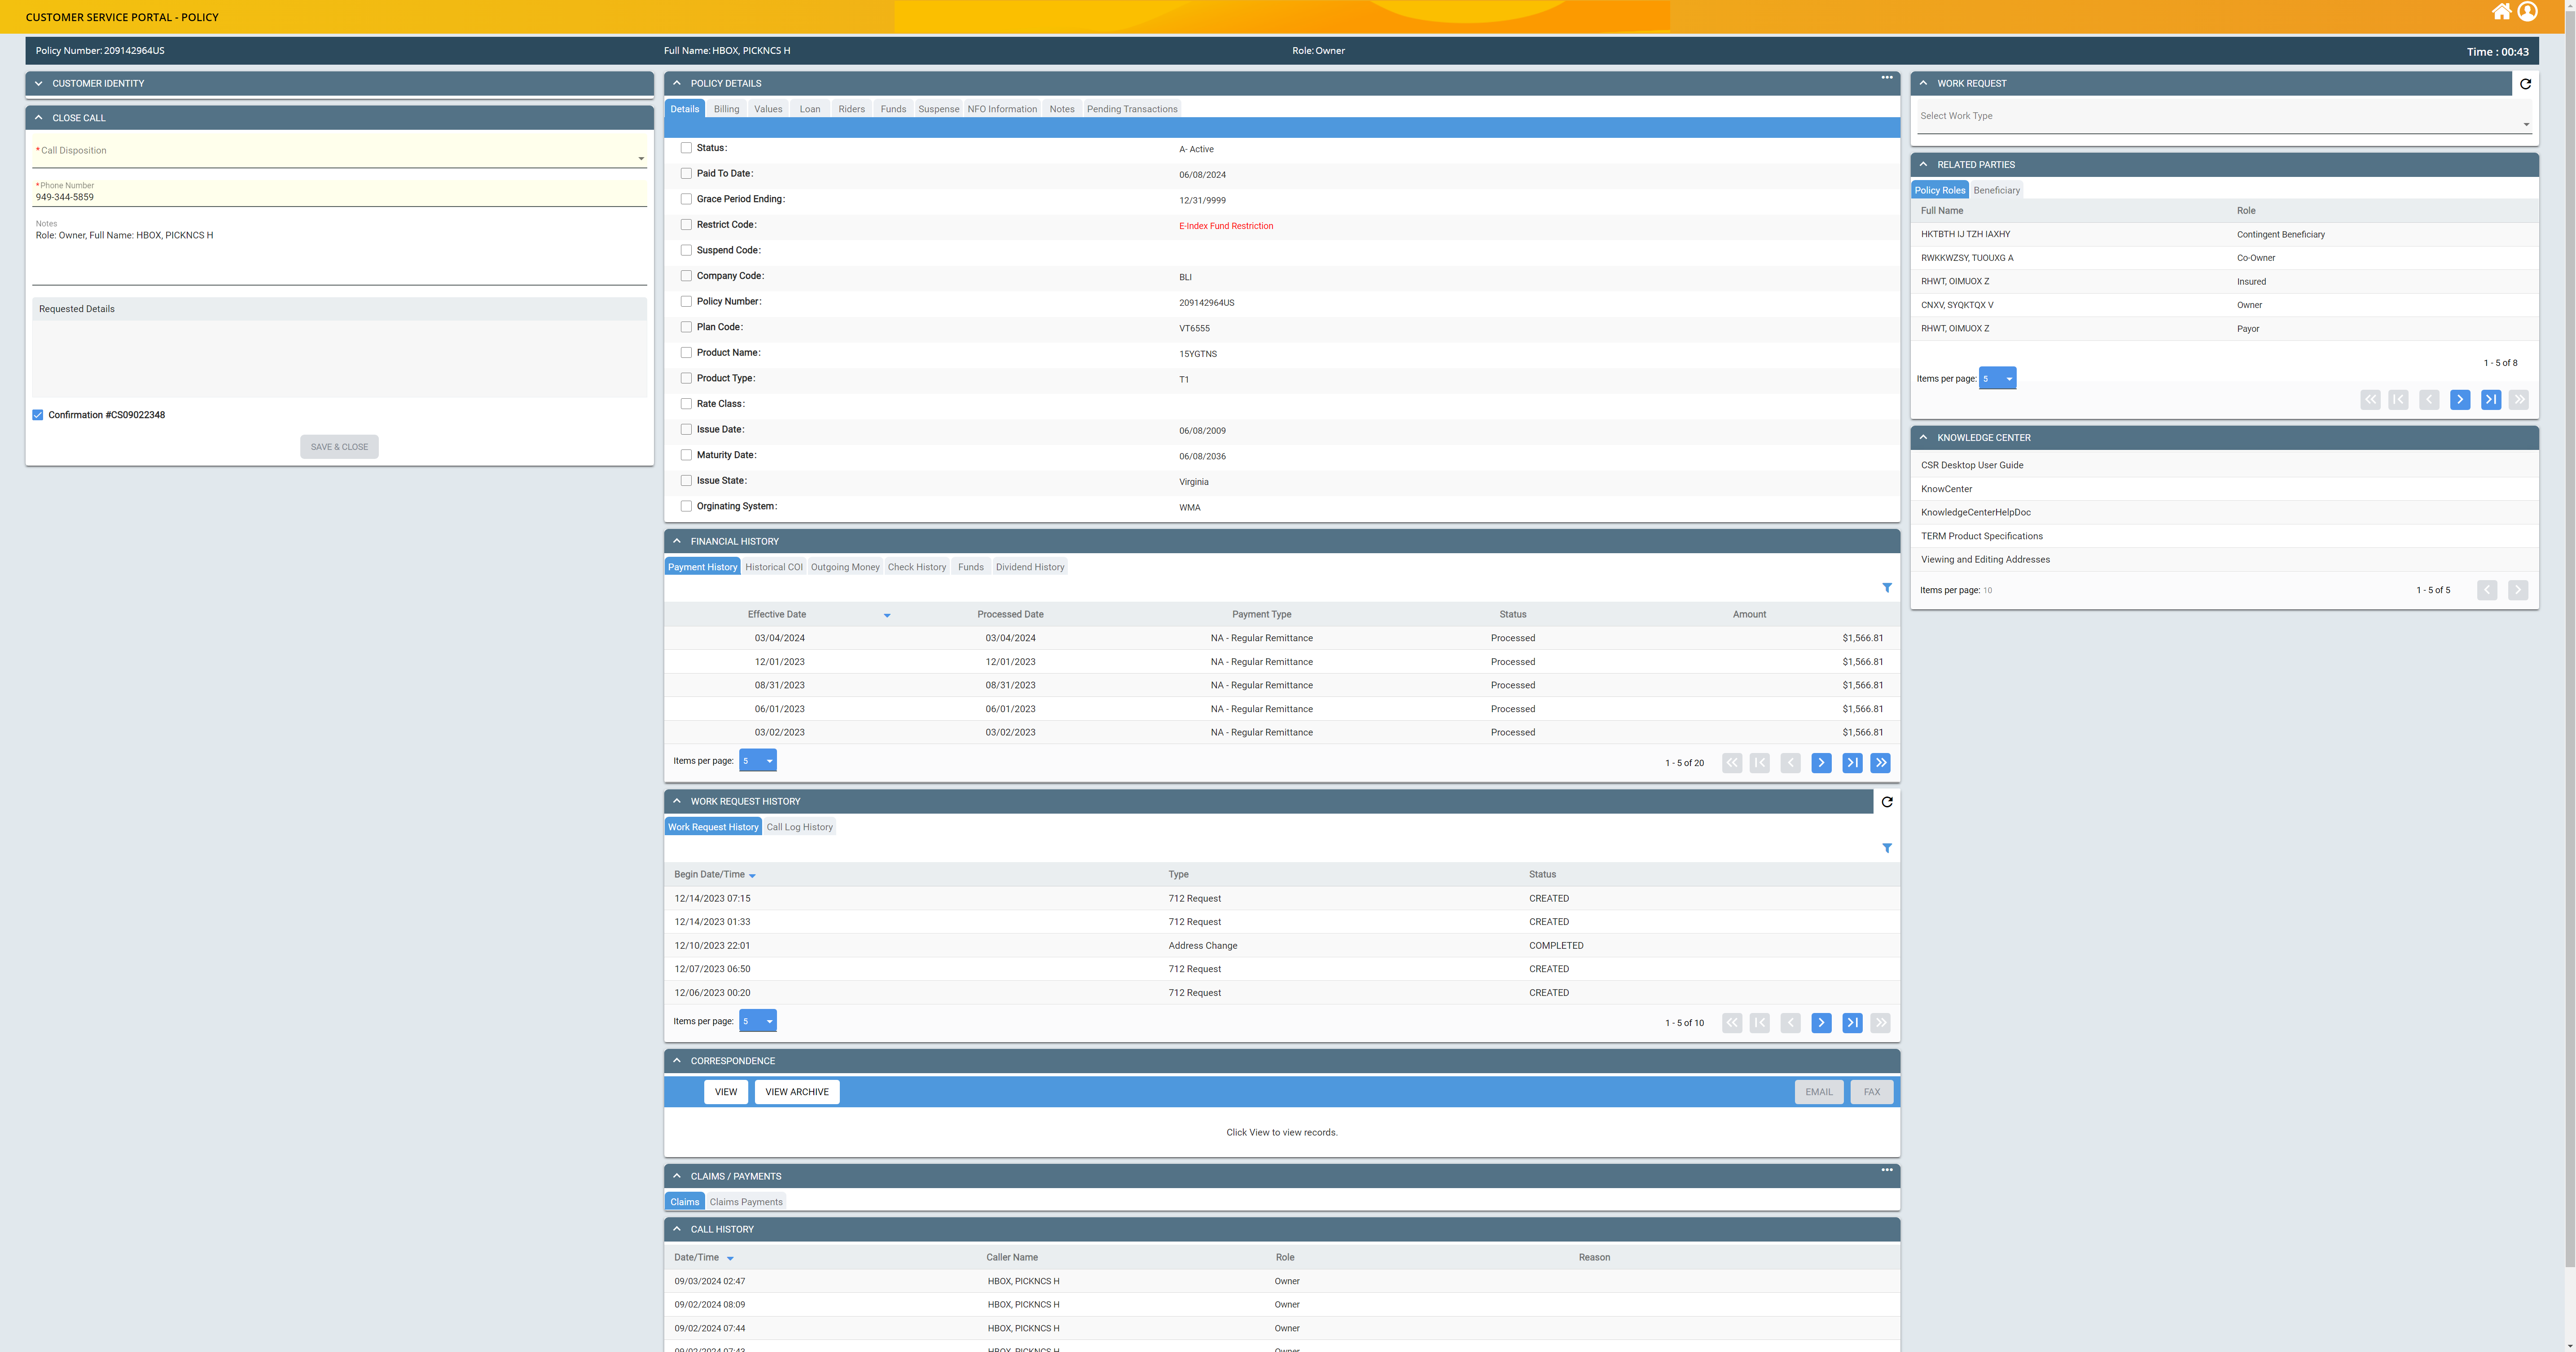 CUSTOMER SERVICE PORTAL - POLICY
Policy Number: 209142964US Full Name: HBOX, PICKNCS H Role: Owner Time : 00:43
CUSTOMER IDENTITY
CLOSE CALL
*Call Disposition
*Phone Number
949-344-5859
Notes
Role: Owner, Full Name: HBOX, PICKNCS H
Requested Details
Confirmation #CS09022348
SAVE & CLOSE
POLICY DETAILS
Details Billing Values Loan Riders Funds Suspense NFO Information Notes Pending Transactions
Status: A- Active
Paid To Date: 06/08/2024
Grace Period Ending: 12/31/9999
Restrict Code: E-Index Fund Restriction
Suspend Code:
Company Code: BLI
Policy Number: 209142964US
Plan Code: VT6555
Product Name: 15YGTNS
Product Type: T1
Rate Class:
Issue Date: 06/08/2009
Maturity Date: 06/08/2036
Issue State: Virginia
Orginating System: WMA
FINANCIAL HISTORY
Payment History Historical COI Outgoing Money Check History Funds Dividend History
Effective Date Processed Date Payment Type Status Amount
03/04/2024 03/04/2024 NA - Regular Remittance Processed $1,566.81
12/01/2023 12/01/2023 NA - Regular Remittance Processed $1,566.81
08/31/2023 08/31/2023 NA - Regular Remittance Processed $1,566.81
06/01/2023 06/01/2023 NA - Regular Remittance Processed $1,566.81
03/02/2023 03/02/2023 NA - Regular Remittance Processed $1,566.81
Items per page: 5 1 - 5 of 20
WORK REQUEST HISTORY
Work Request History Call Log History
Begin Date/Time Type Status
12/14/2023 07:15 712 Request CREATED
12/14/2023 01:33 712 Request CREATED
12/10/2023 22:01 Address Change COMPLETED
12/07/2023 06:50 712 Request CREATED
12/06/2023 00:20 712 Request CREATED
Items per page: 5 1 - 5 of 10
CORRESPONDENCE
VIEW VIEW ARCHIVE EMAIL FAX
Click View to view records.
CLAIMS / PAYMENTS
Claims Claims Payments
CALL HISTORY
Date/Time Caller Name Role Reason
09/03/2024 02:47 HBOX, PICKNCS H Owner
09/02/2024 08:09 HBOX, PICKNCS H Owner
09/02/2024 07:44 HBOX, PICKNCS H Owner
09/02/2024 07:43 HBOX, PICKNCS H Owner
WORK REQUEST
Select Work Type
RELATED PARTIES
Policy Roles Beneficiary
Full Name Role
HKTBTH IJ TZH IAXHY Contingent Beneficiary
RWKKWZSY, TUOUXG A Co-Owner
RHWT, OIMUOX Z Insured
CNXV, SYQKTQX V Owner
RHWT, OIMUOX Z Payor
1 - 5 of 8
Items per page: 5
KNOWLEDGE CENTER
CSR Desktop User Guide
KnowCenter
KnowledgeCenterHelpDoc
TERM Product Specifications
Viewing and Editing Addresses
Items per page: 10 1 - 5 of 5